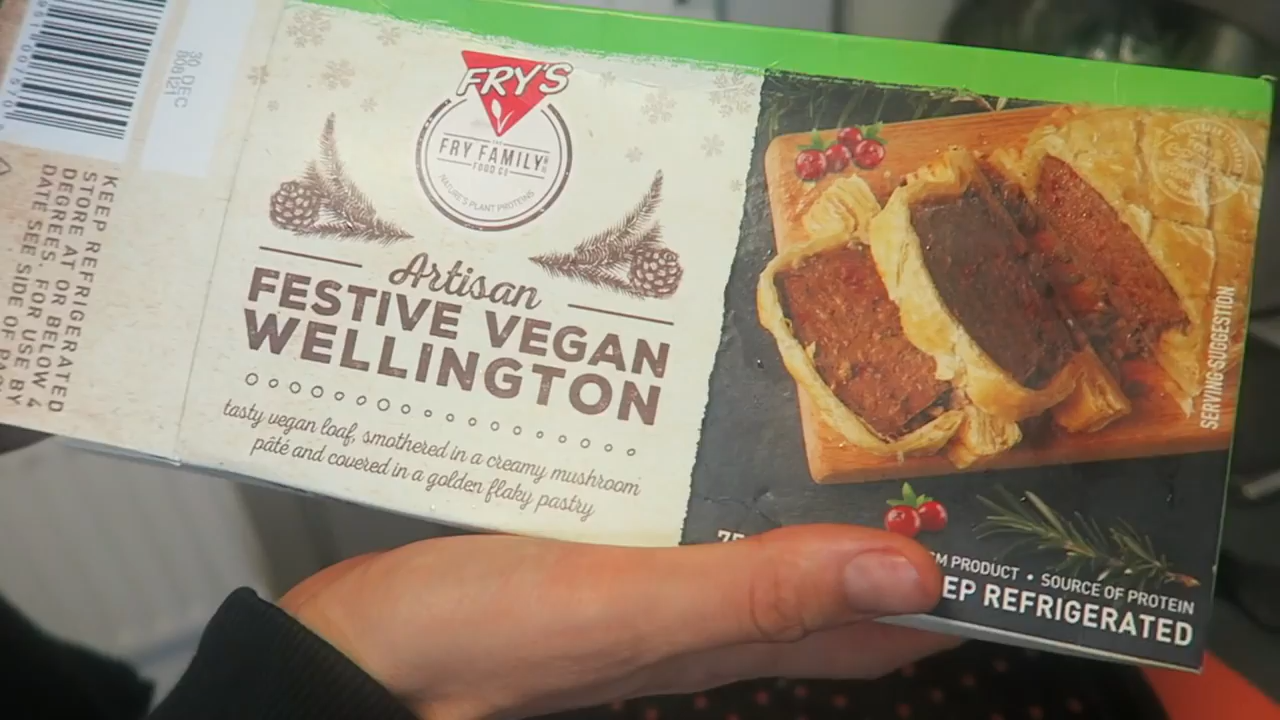 FRY'S
THE
FRY FAMILY
FOOD CO
NATURE'S PLANT PROTEINS
Artisan
FESTIVE VEGAN
WELLINGTON
tasty vegan loaf, smothered in a creamy mushroom
pâté and covered in a golden flaky pastry
SERVING SUGGESTION
PRODUCT • SOURCE OF PROTEIN
REFRIGERATED
30 DEC
KEEP REFRIGERATED
STORE AT OR BELOW 4
DEGREES. FOR USE BY
DATE SEE SIDE OF